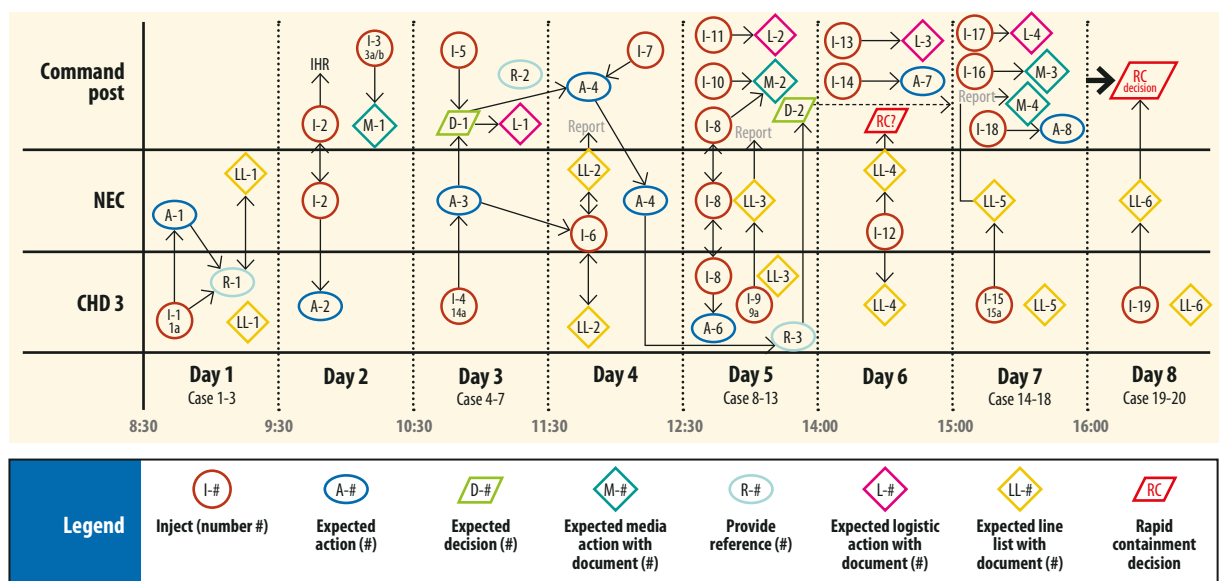 Command
post
IHR
I-2
I-3
3a/b
M-1
I-5
R-2
D-1
L-1
A-4
I-7
Report
I-11
L-2
I-10
M-2
D-2
I-8
Report
I-13
L-3
I-14
A-7
RC?
I-17
L-4
I-16
M-3
Report
M-4
I-18
A-8
RC
decision
NEC
A-1
LL-1
I-2
A-3
LL-2
I-6
A-4
I-8
LL-3
LL-4
I-12
LL-5
LL-6
CHD 3
I-1
1a
R-1
LL-1
A-2
I-4
14a
LL-2
I-8
A-6
I-9
9a
LL-3
R-3
LL-4
I-15
15a
LL-5
I-19
LL-6
Day 1
Case 1-3
Day 2
Day 3
Case 4-7
Day 4
Day 5
Case 8-13
Day 6
Day 7
Case 14-18
Day 8
Case 19-20
8:30
9:30
10:30
11:30
12:30
14:00
15:00
16:00
Legend
I-#
Inject (number #)
A-#
Expected
action (#)
D-#
Expected
decision (#)
M-#
Expected media
action with
document (#)
R-#
Provide
reference (#)
L-#
Expected logistic
action with
document (#)
LL-#
Expected line
list with
document (#)
RC
Rapid
containment
decision